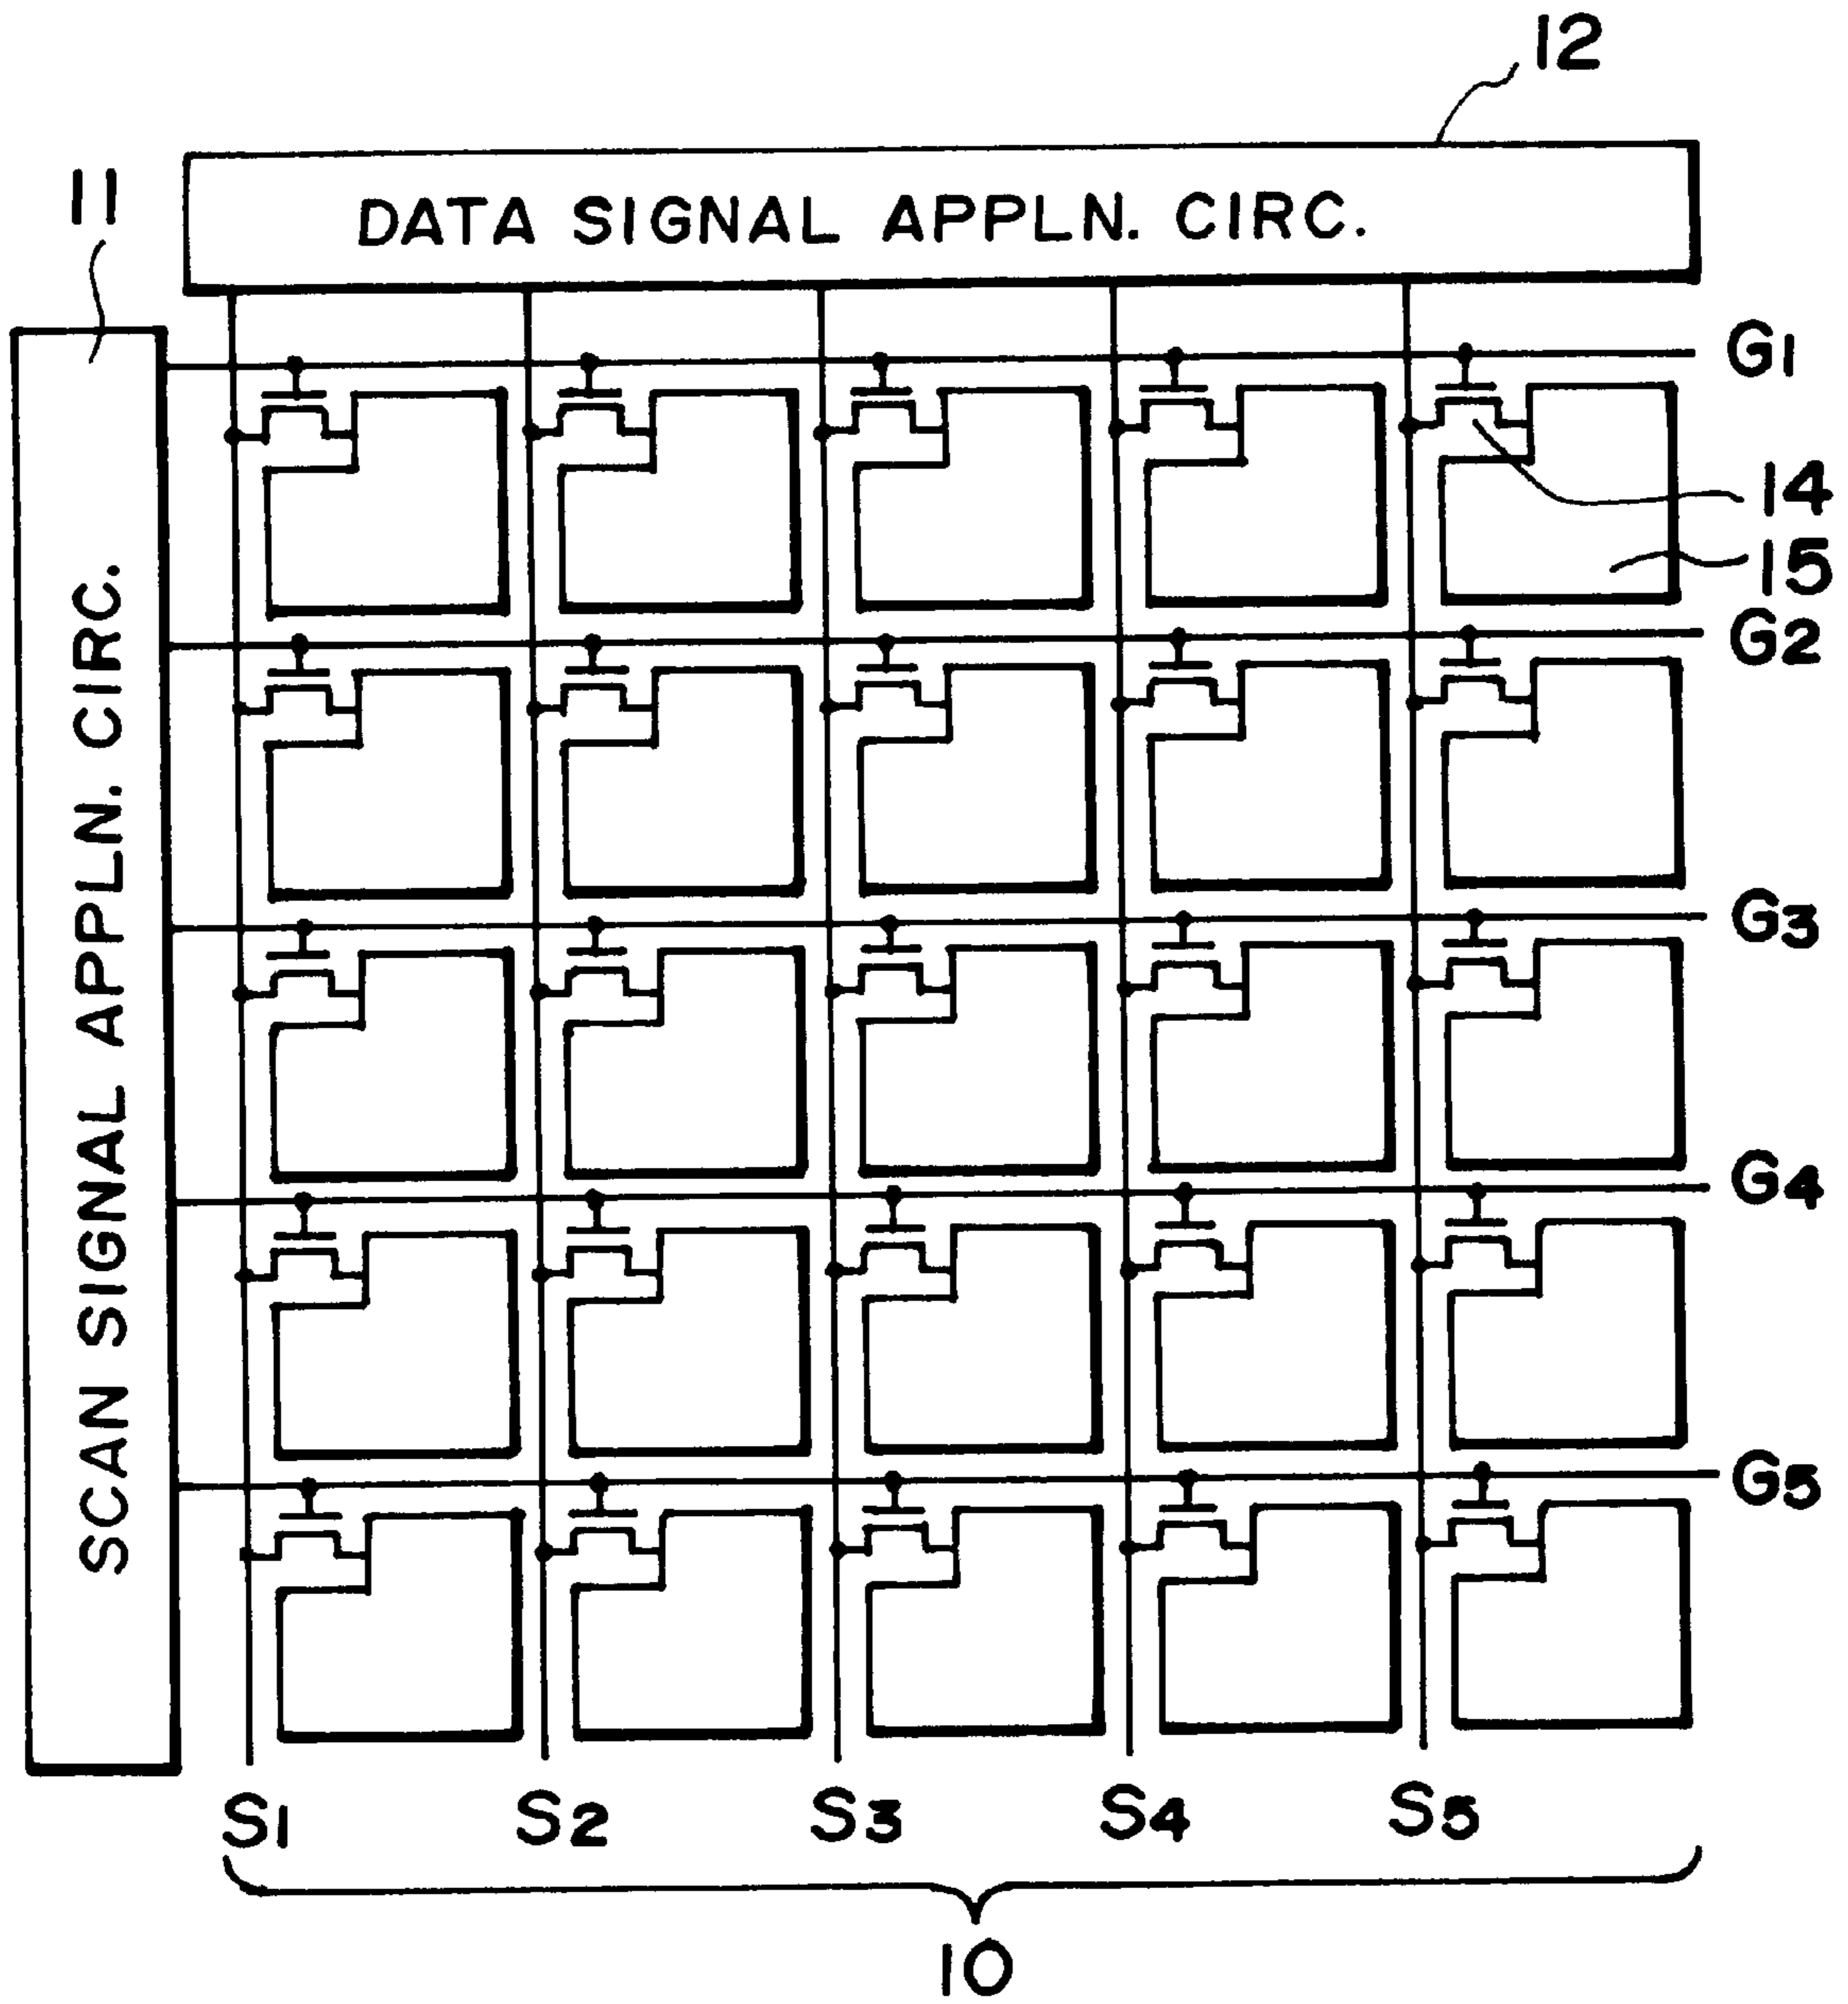 12
11
DATA SIGNAL APPLN. CIRC.
G1
14
15
G2
SCAN SIGNAL APPLN. CIRC.
G3
G4
G5
S1 S2 S3 S4 S5
10